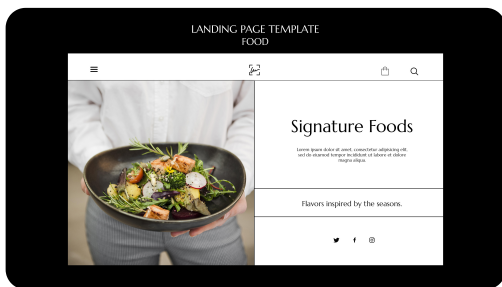 LANDING PAGE TEMPLATE
FOOD
Signature Foods
Lorem ipsum dolor sit amet, consectetur adipiscing elit,
sed do eiusmod tempor incididunt ut labore et dolore
magna aliqua.
Flavors inspired by the seasons.